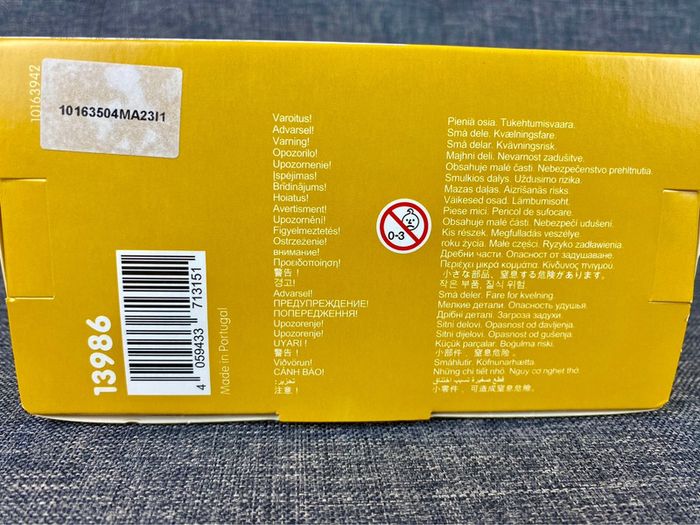 10163942
10163504MA23I1
13986
4 059433 713151
Made in Portugal
Varoitus!
Advarsel!
Varning!
Opozorilo!
Upozornenie!
Įspėjimas!
Brīdinājums!
Hoiatus!
Avertisment!
Upozornění!
Figyelmeztetés!
Ostrzeżenie!
внимание!
Προειδοποίηση!
警告！
경고!
Advarsel!
ПРЕДУПРЕЖДЕНИЕ!
ПОПЕРЕДЖЕННЯ!
Upozorenje!
Upozorenje!
UYARI !
警告！
Viðvörun!
CẢNH BÁO!
تحذير:
注意！
0-3
Pieniä osia. Tukehtumisvaara.
Små dele. Kvælningsfare.
Små delar. Kvävningsrisk.
Majhni deli. Nevarnost zadušitve.
Obsahuje malé časti. Nebezpečenstvo prehltnutia.
Smulkios dalys. Uždusimo rizika.
Mazas daļas. Aizrīšanās risks.
Väikesed osad. Lämbumisoht.
Piese mici. Pericol de sufocare.
Obsahuje malé části. Nebezpečí udušení.
Kis részek. Megfulladás veszélye.
roku życia. Małe części. Ryzyko zadławienia.
Дребни части. Опасност от задушаване.
Περιέχει μικρά κομμάτια. Κίνδυνος πνιγμού.
小さな部品、窒息する危険があります。
작은 부품, 질식 위험
Små deler. Fare for kvelning.
Мелкие детали. Опасность удушья.
Дрібні деталі. Загроза задухи
Sitni delovi. Opasnost od davljenja.
Sitni dijelovi. Opasnost od gušenja.
Küçük parçalar. Boğulma riski.
小部件，窒息危险。
Smáhlutir. Köfnunarhætta.
Những chi tiết nhỏ. Nguy cơ nghẹt thở.
قطع صغيرة تسبب اختناق
小零件，可造成窒息危險。